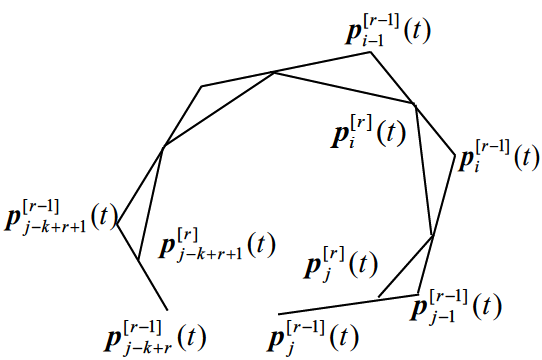 p_{i-1}^{[r-1]}(t)
p_i^{[r]}(t)
p_i^{[r-1]}(t)
p_{j-k+r+1}^{[r-1]}(t)
p_{j-k+r+1}^{[r]}(t)
p_j^{[r]}(t)
p_{j-1}^{[r-1]}(t)
p_{j-k+r}^{[r-1]}(t)
p_j^{[r-1]}(t)